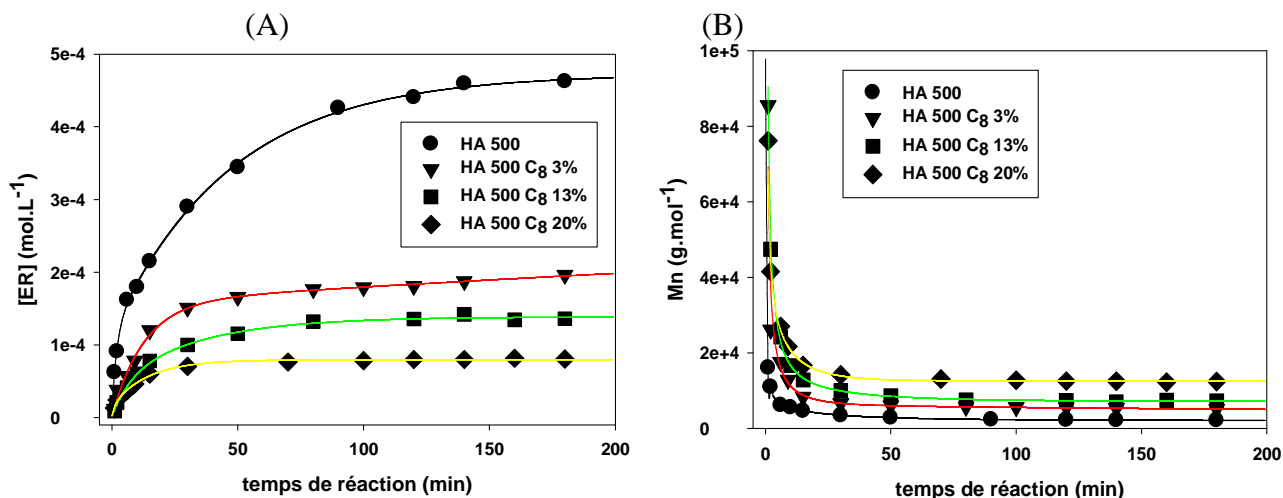 (A)
5e-4
4e-4
3e-4
2e-4
1e-4
0
[ER] (mol.L⁻¹)
HA 500
HA 500 C₈ 3%
HA 500 C₈ 13%
HA 500 C₈ 20%
0 50 100 150 200
temps de réaction (min)
(B)
1e+5
8e+4
6e+4
4e+4
2e+4
0
Mn (g.mol⁻¹)
HA 500
HA 500 C₈ 3%
HA 500 C₈ 13%
HA 500 C₈ 20%
0 50 100 150 200
temps de réaction (min)